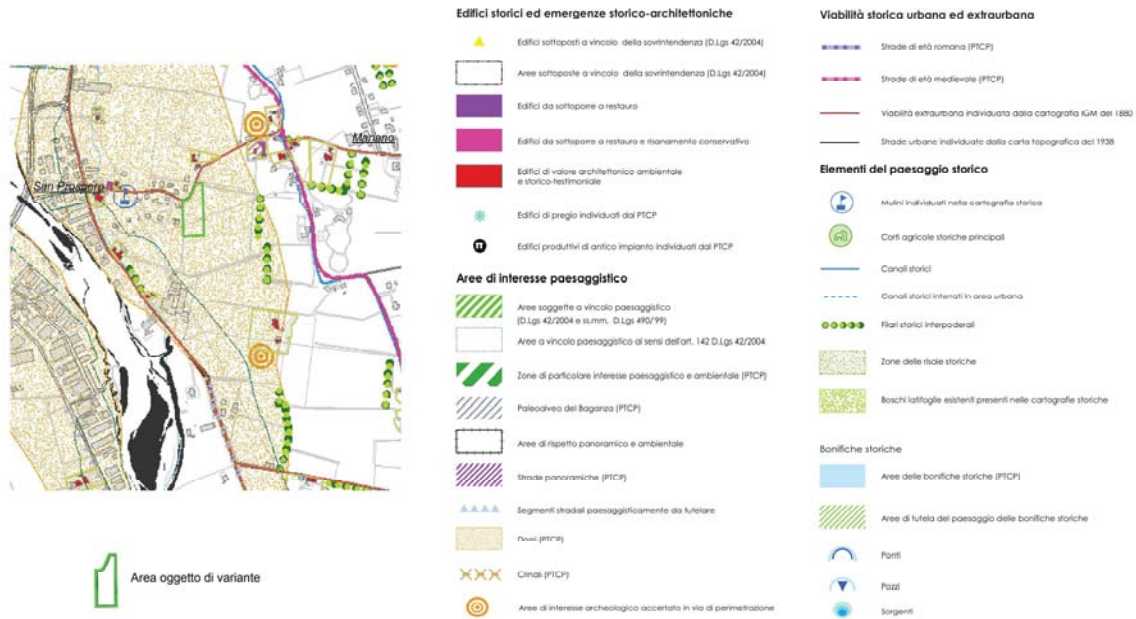 San Prospero
Mariano
Area oggetto di variante
Edifici storici ed emergenze storico-architettoniche
Edifici sottoposti a vincolo della sovrintendenza (D.Lgs 42/2004)
Aree sottoposte a vincolo della sovrintendenza (D.Lgs 42/2004)
Edifici da sottoporre a restauro
Edifici da sottoporre a restauro e risanamento conservativo
Edifici di valore architettonico ambientale
e storico-testimoniale
Edifici di pregio individuati dal PTCP
Edifici produttivi di antico impianto individuati dal PTCP
Aree di interesse paesaggistico
Aree soggette a vincolo paesaggistico
(D.Lgs 42/2004 e ss.mm. D.Lgs 490/99)
Aree a vincolo paesaggistico ai sensi dell'art. 142 D.Lgs 42/2004
Zone di particolare interesse paesaggistico e ambientale (PTCP)
Paleoalveo del Baganza (PTCP)
Aree di rispetto panoramico e ambientale
Strade panoramiche (PTCP)
Segmenti stradali paesaggisticamente da tutelare
Dossi (PTCP)
Crinali (PTCP)
Aree di interesse archeologico accertato in via di perimetrazione
Viabilità storica urbana ed extraurbana
Strade di età romana (PTCP)
Strade di età medievale (PTCP)
Viabilità extraurbana individuata dalla cartografia IGM del 1880
Strade urbane individuate dalla carta topografica del 1938
Elementi del paesaggio storico
Mulini individuati nella cartografia storica
Corti agricole storiche principali
Canali storici
Canali storici interrati in area urbana
Filari storici interpoderali
Zone delle risaie storiche
Boschi latifoglie esistenti presenti nelle cartografie storiche
Bonifiche storiche
Aree delle bonifiche storiche (PTCP)
Aree di tutela del paesaggio delle bonifiche storiche
Ponti
Pozzi
Sorgenti